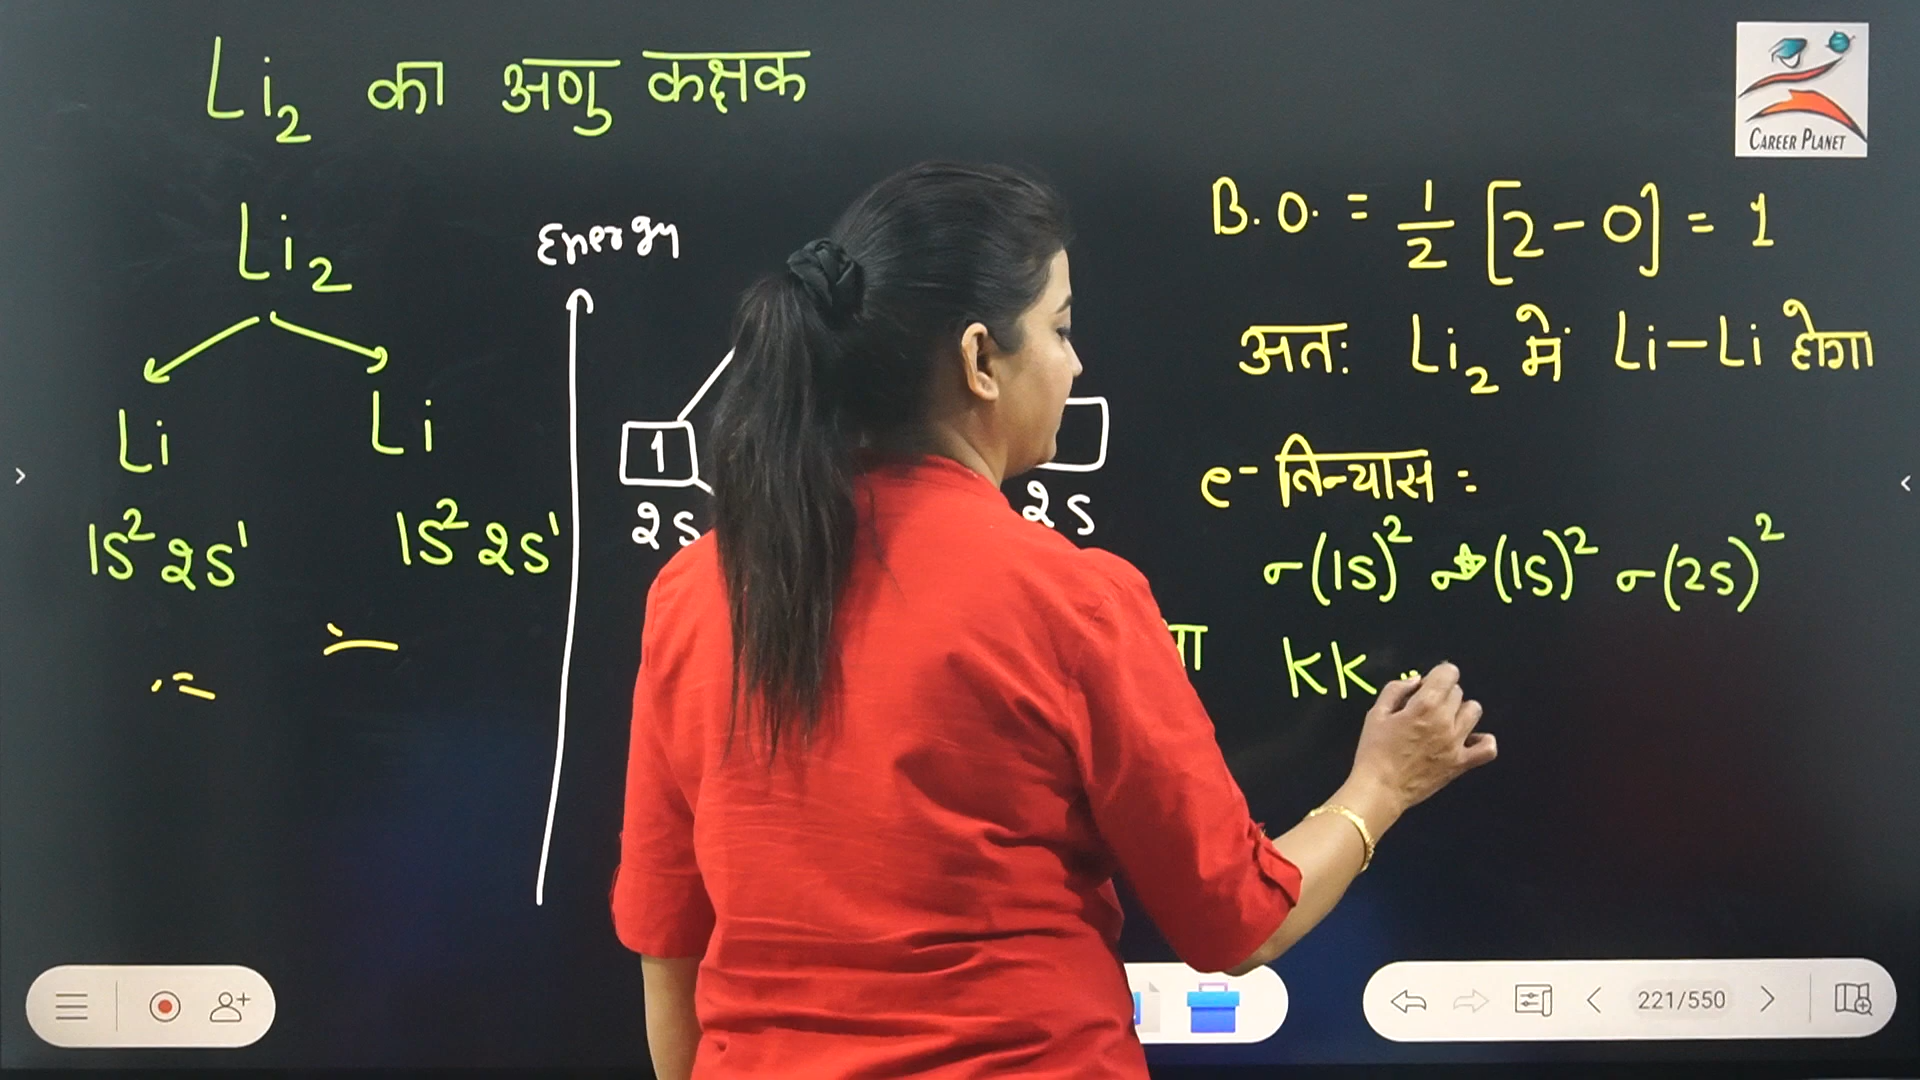 Li₂ का अणु कक्षक
CAREER PLANET
Li₂
Li Li
1s² 2s¹ 1s² 2s¹
Energy
1
2s 2s
B.O. = 1/2 [2-0] = 1
अतः Li₂ में Li-Li होगा
e⁻ विन्यास =
σ(1s)² σ*(1s)² σ(2s)²
KK
221/550